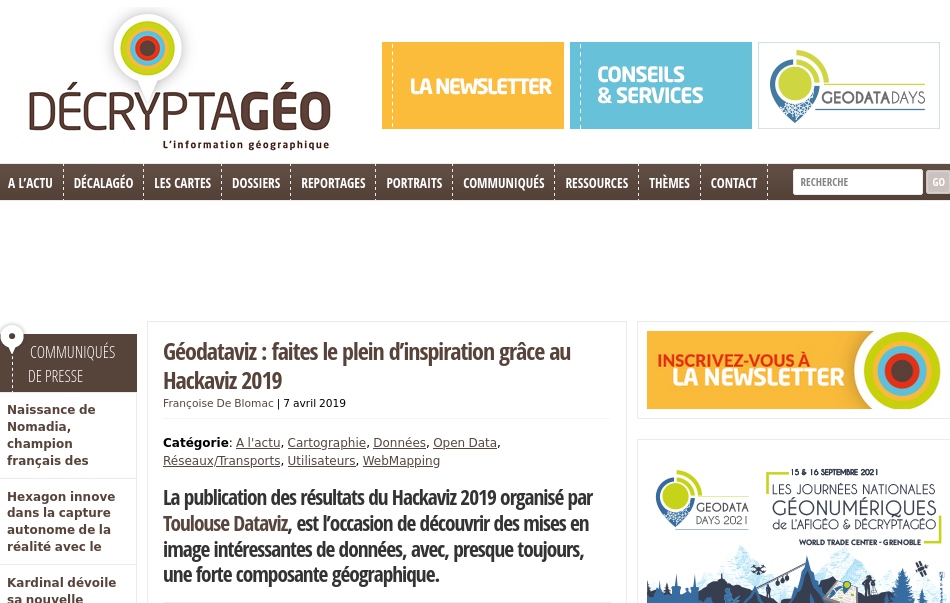 DÉCRYPTAGÉO
L'information géographique
LA NEWSLETTER
CONSEILS
& SERVICES
GEODATADAYS
A L'ACTU DÉCALAGÉO LES CARTES DOSSIERS REPORTAGES PORTRAITS COMMUNIQUÉS RESSOURCES THÈMES CONTACT RECHERCHE GO
COMMUNIQUÉS
DE PRESSE
Naissance de
Nomadia,
champion
français des
Hexagon innove
dans la capture
autonome de la
réalité avec le
Kardinal dévoile
sa nouvelle
Géodataviz : faites le plein d'inspiration grâce au
Hackaviz 2019
Françoise De Blomac | 7 avril 2019
Catégorie: A l'actu, Cartographie, Données, Open Data,
Réseaux/Transports, Utilisateurs, WebMapping
La publication des résultats du Hackaviz 2019 organisé par
Toulouse Dataviz, est l'occasion de découvrir des mises en
image intéressantes de données, avec, presque toujours,
une forte composante géographique.
INSCRIVEZ-VOUS À
LA NEWSLETTER
GEODATA
DAYS 2021
15 & 16 SEPTEMBRE 2021
LES JOURNÉES NATIONALES
GÉONUMÉRIQUES
de L'AFIGÉO & DÉCRYPTAGÉO
WORLD TRADE CENTER - GRENOBLE